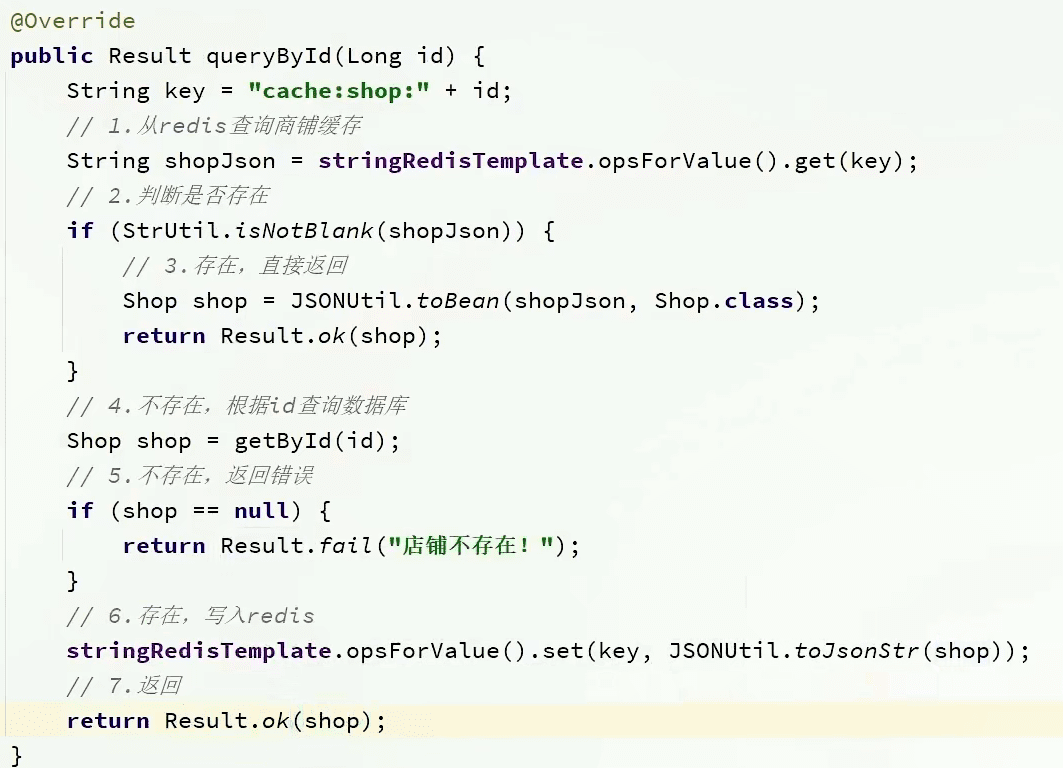 @Override
public Result queryById(Long id) {
String key = "cache:shop:" + id;
// 1.从redis查询商铺缓存
String shopJson = stringRedisTemplate.opsForValue().get(key);
// 2.判断是否存在
if (StrUtil.isNotBlank(shopJson)) {
// 3.存在，直接返回
Shop shop = JSONUtil.toBean(shopJson, Shop.class);
return Result.ok(shop);
}
// 4.不存在，根据id查询数据库
Shop shop = getById(id);
// 5.不存在，返回错误
if (shop == null) {
return Result.fail("店铺不存在！");
}
// 6.存在，写入redis
stringRedisTemplate.opsForValue().set(key, JSONUtil.toJsonStr(shop));
// 7.返回
return Result.ok(shop);
}